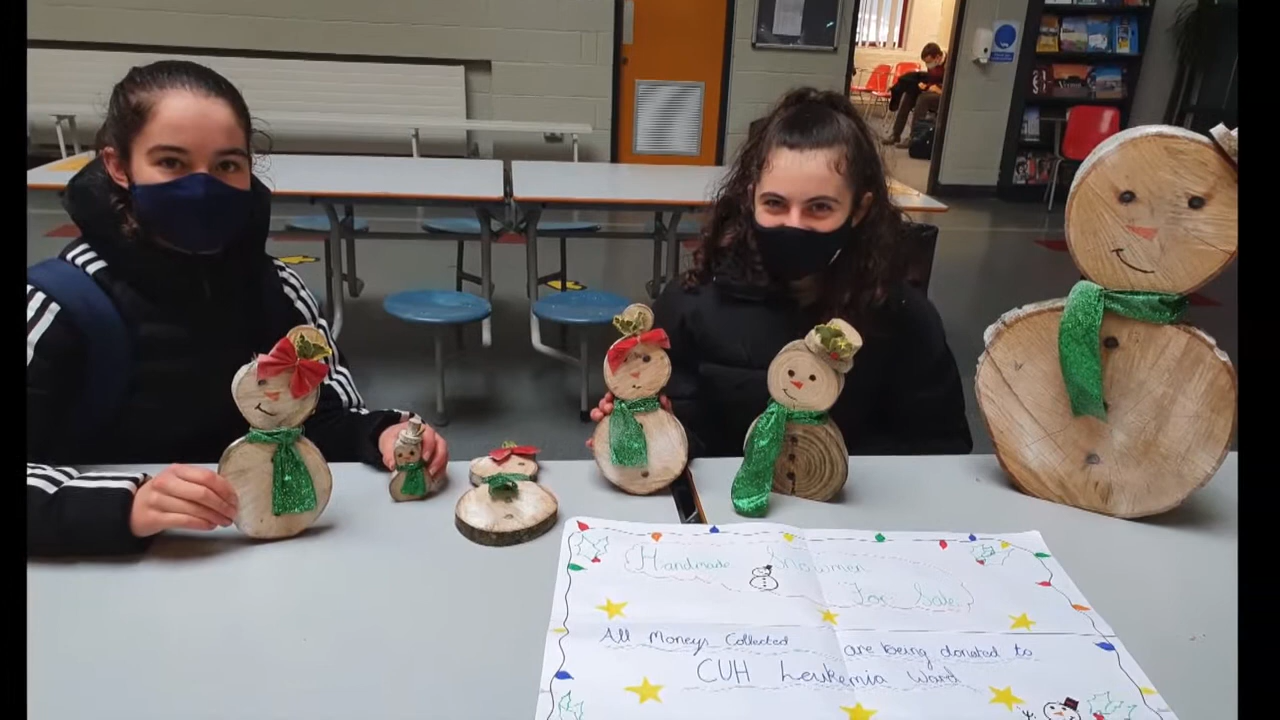 Handmade Snowmen
For Sale
All Moneys Collected are being donated to
CUH Leukemia Ward